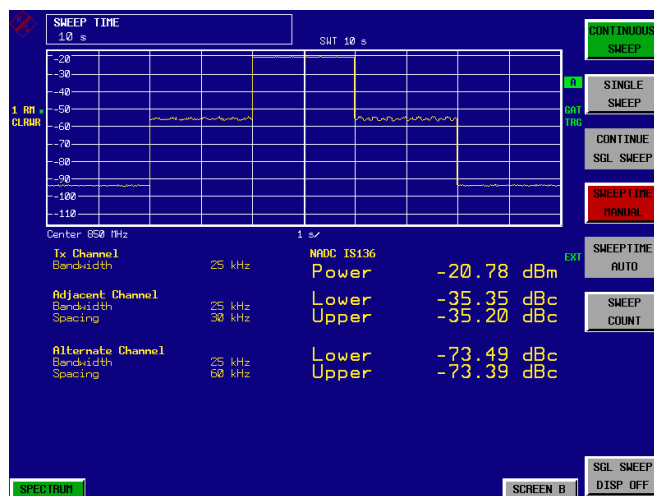 SWEEP TIME
10 s
SWT 10 s
-20
-30
-40
-50
-60
-70
-80
-90
-100
-110
1 RM *
CLRWR
A
GAT
TRG
EXT
Center 850 MHz
1 s/
Tx Channel
Bandwidth 25 kHz
NADC IS136
Power -20.78 dBm
Adjacent Channel
Bandwidth 25 kHz
Spacing 30 kHz
Lower -35.35 dBc
Upper -35.20 dBc
Alternate Channel
Bandwidth 25 kHz
Spacing 60 kHz
Lower -73.49 dBc
Upper -73.39 dBc
CONTINUOUS
SWEEP
SINGLE
SWEEP
CONTINUE
SGL SWEEP
SWEEPTIME
MANUAL
SWEEPTIME
AUTO
SWEEP
COUNT
SGL SWEEP
DISP OFF
SPECTRUM
SCREEN B